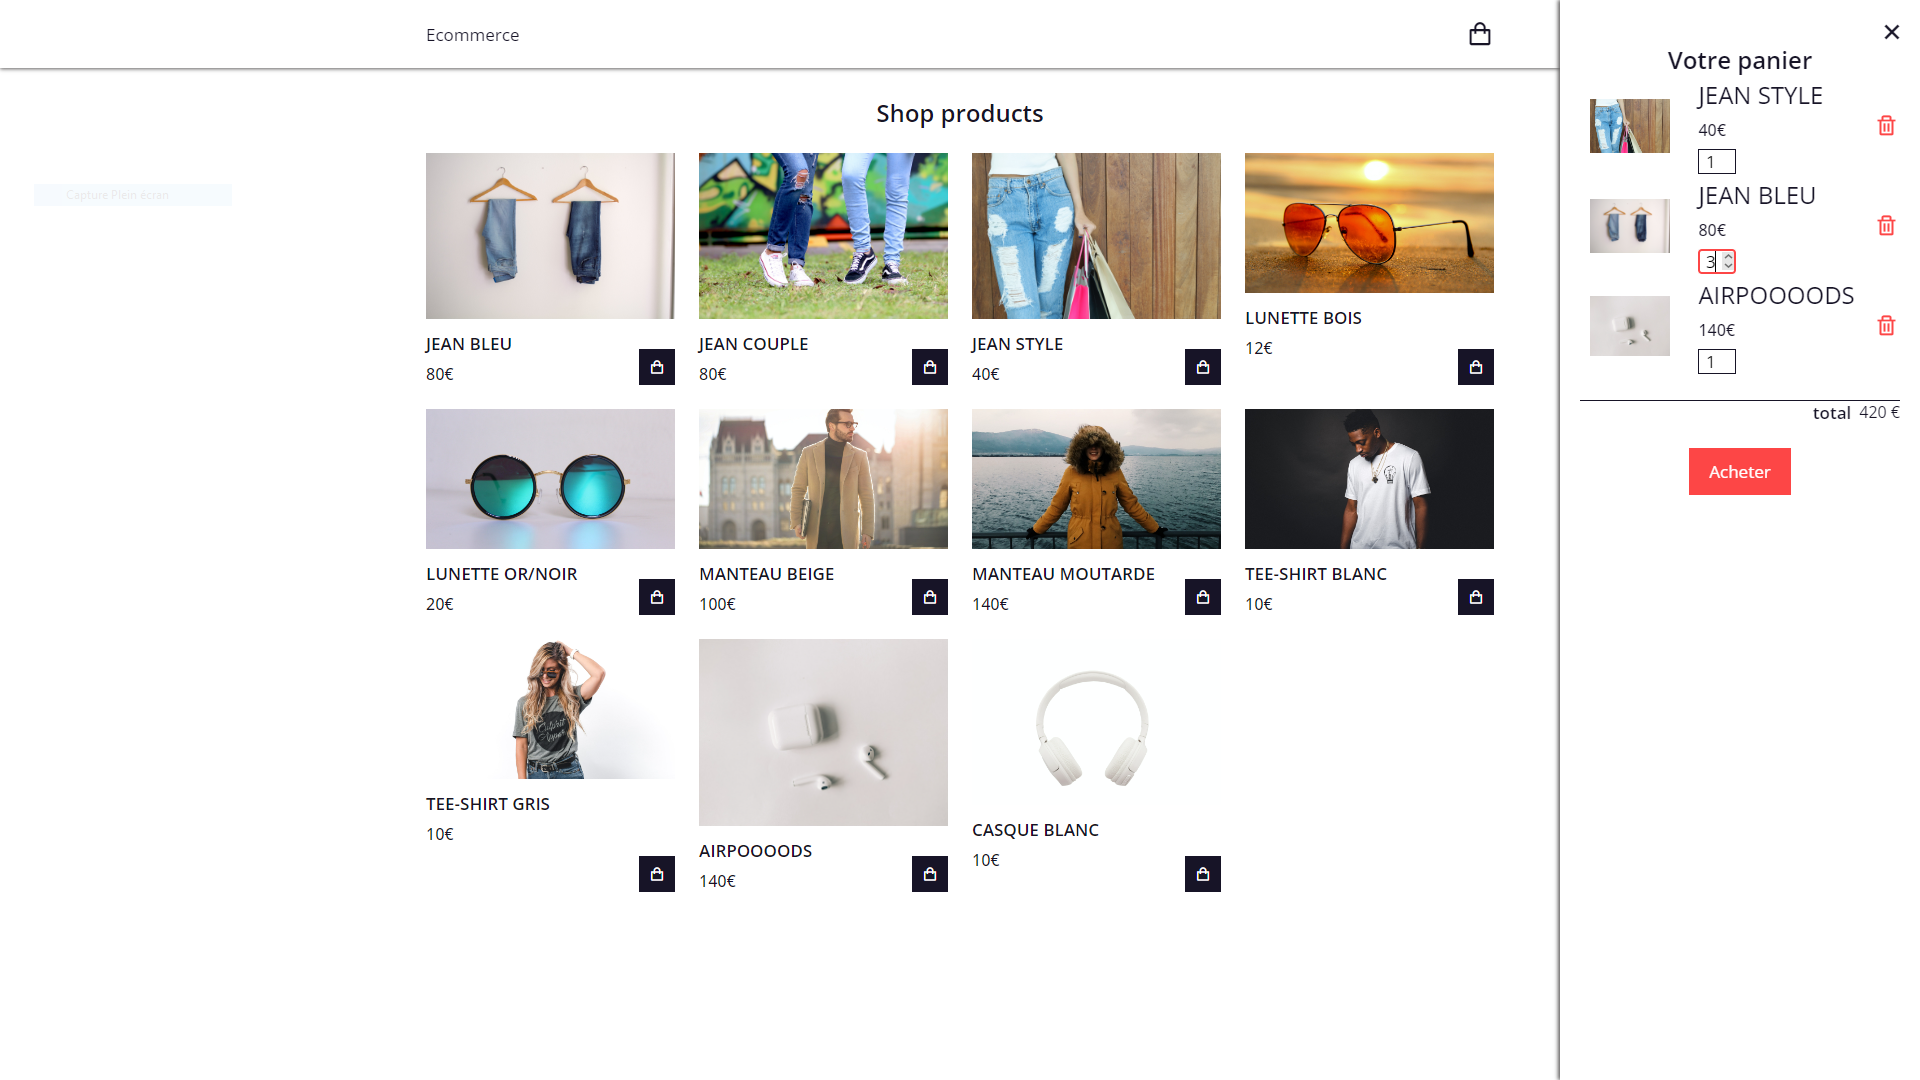 Ecommerce
Shop products
Capture Plein ecran
JEAN BLEU
80€
JEAN COUPLE
80€
JEAN STYLE
40€
LUNETTE BOIS
12€
LUNETTE OR/NOIR
20€
MANTEAU BEIGE
100€
MANTEAU MOUTARDE
140€
TEE-SHIRT BLANC
10€
TEE-SHIRT GRIS
10€
AIRPOOOODS
140€
CASQUE BLANC
10€
Votre panier
JEAN STYLE
40€
1
JEAN BLEU
80€
3
AIRPOOOODS
140€
1
total 420 €
Acheter